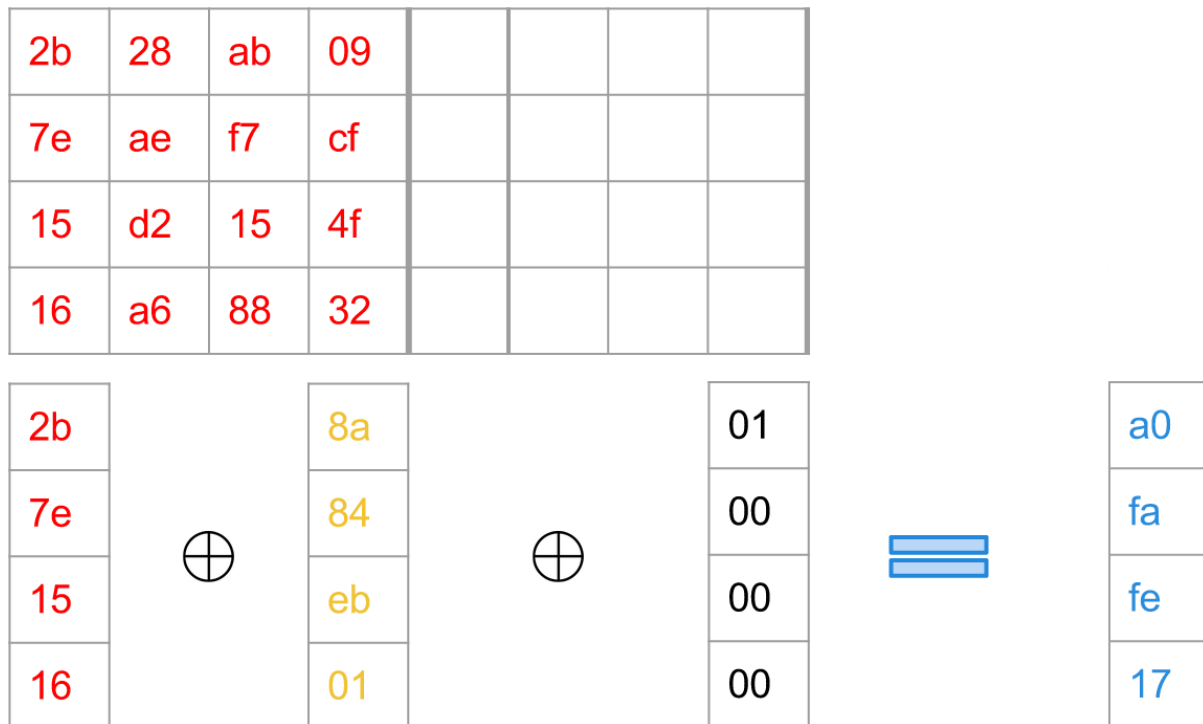 2b 28 ab 09
7e ae f7 cf
15 d2 15 4f
16 a6 88 32
2b 8a 01 a0
7e 84 00 fa
15 eb 00 fe
16 01 00 17